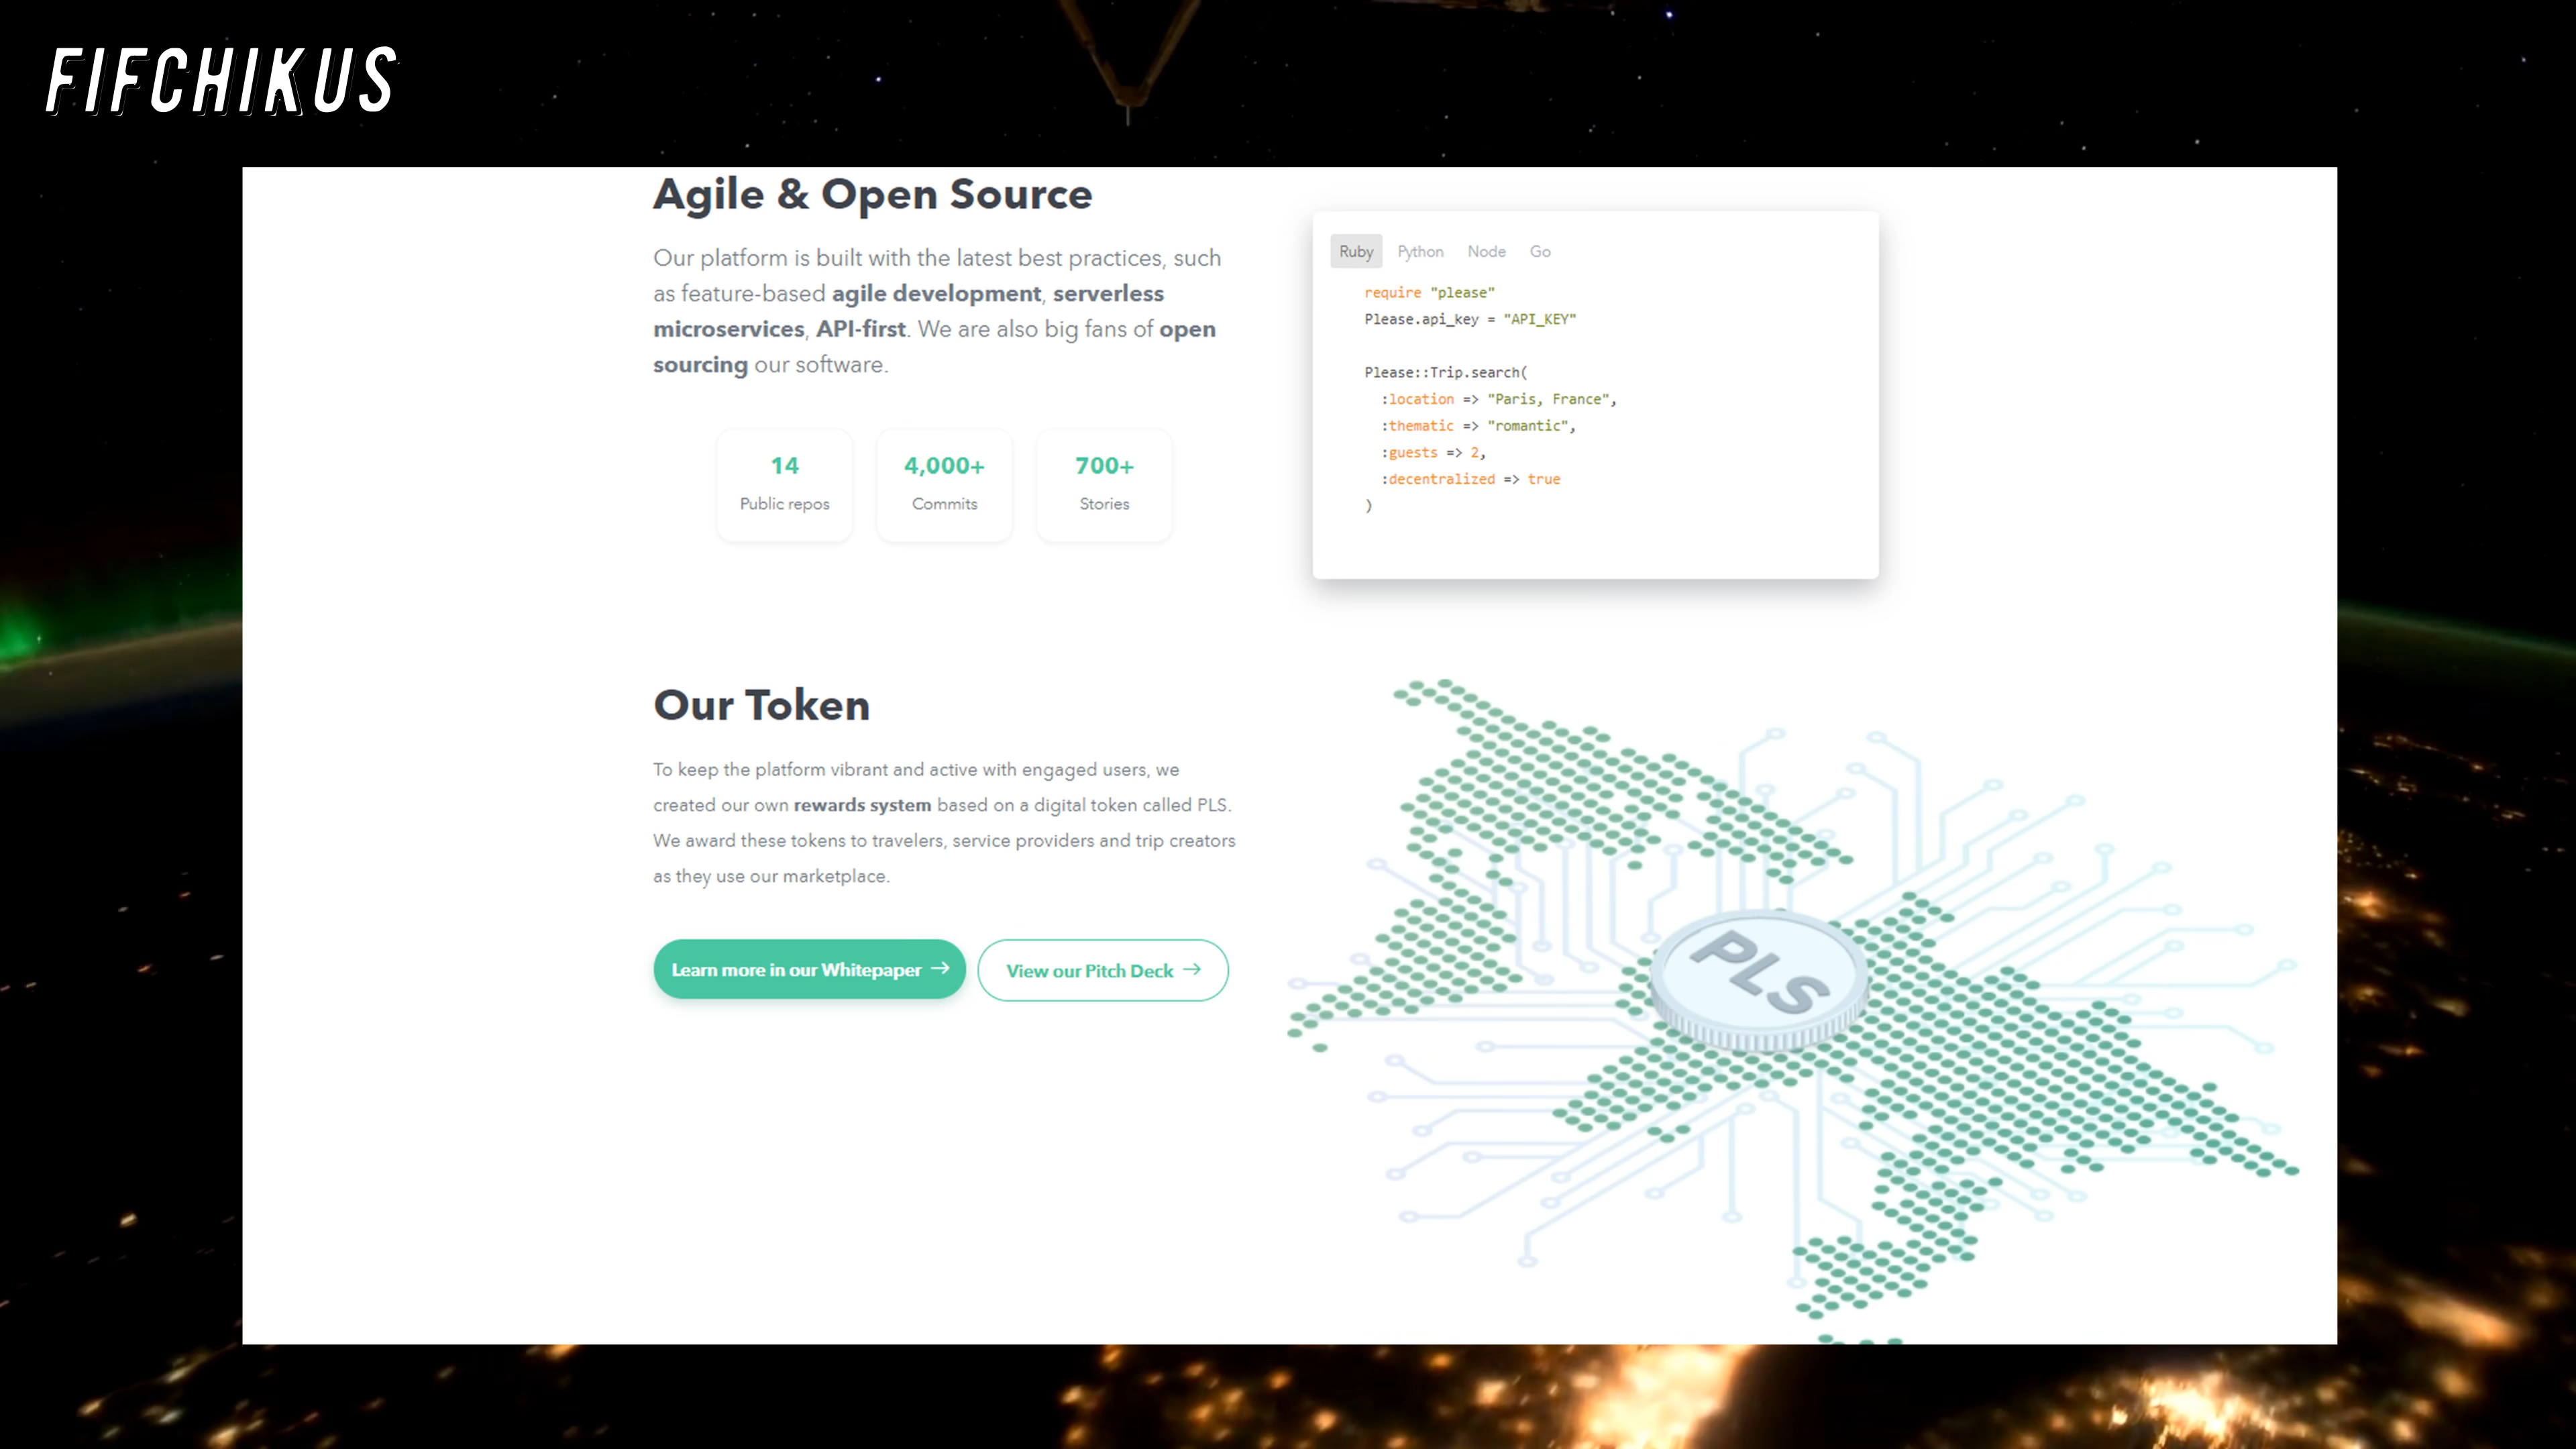 FIFCHIKUS
Agile & Open Source
Our platform is built with the latest best practices, such
as feature-based agile development, serverless
microservices, API-first. We are also big fans of open
sourcing our software.
14
Public repos
4,000+
Commits
700+
Stories
Ruby Python Node Go
require "please"
Please.api_key = "API_KEY"
Please::Trip.search(
:location => "Paris, France",
:thematic => "romantic",
:guests => 2,
:decentralized => true
)
Our Token
To keep the platform vibrant and active with engaged users, we
created our own rewards system based on a digital token called PLS.
We award these tokens to travelers, service providers and trip creators
as they use our marketplace.
Learn more in our Whitepaper →
View our Pitch Deck →
PLS